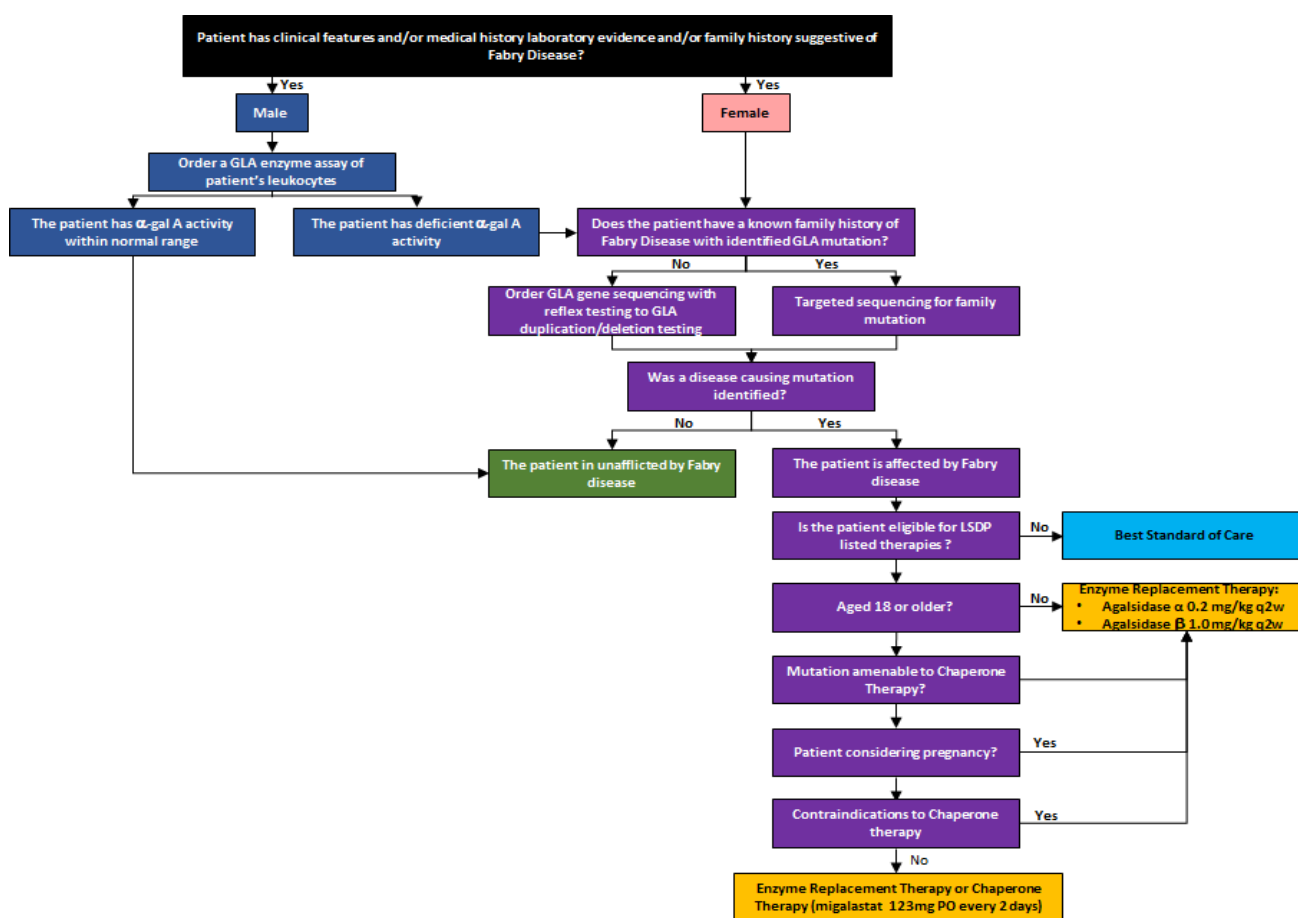 Patient has clinical features and/or medical history laboratory evidence and/or family history suggestive of
Fabry Disease?
Yes
Yes
Male
Female
Order a GLA enzyme assay of
patient's leukocytes
The patient has α-gal A activity
within normal range
The patient has deficient α-gal A
activity
Does the patient have a known family history of
Fabry Disease with identified GLA mutation?
No
Yes
Order GLA gene sequencing with
reflex testing to GLA
duplication/deletion testing
Targeted sequencing for family
mutation
Was a disease causing mutation
identified?
No
Yes
The patient in unafflicted by Fabry
disease
The patient is affected by Fabry
disease
Is the patient eligible for LSDP
listed therapies ?
No
Best Standard of Care
Aged 18 or older?
No
Enzyme Replacement Therapy:
• Agalsidase α 0.2 mg/kg q2w
• Agalsidase β 1.0 mg/kg q2w
Mutation amenable to Chaperone
Therapy?
Patient considering pregnancy?
Yes
Contraindications to Chaperone
therapy
Yes
No
Enzyme Replacement Therapy or Chaperone
Therapy (migalastat 123mg PO every 2 days)